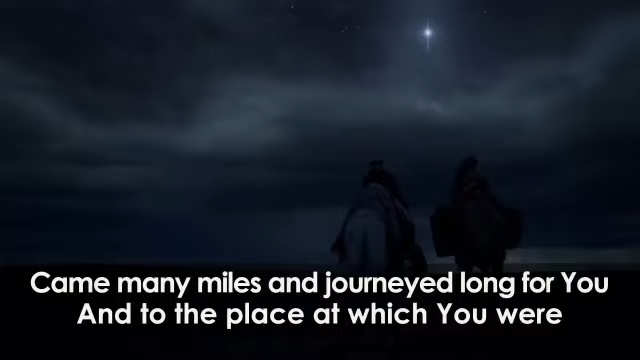 Came many miles and journeyed long for You
And to the place at which You were